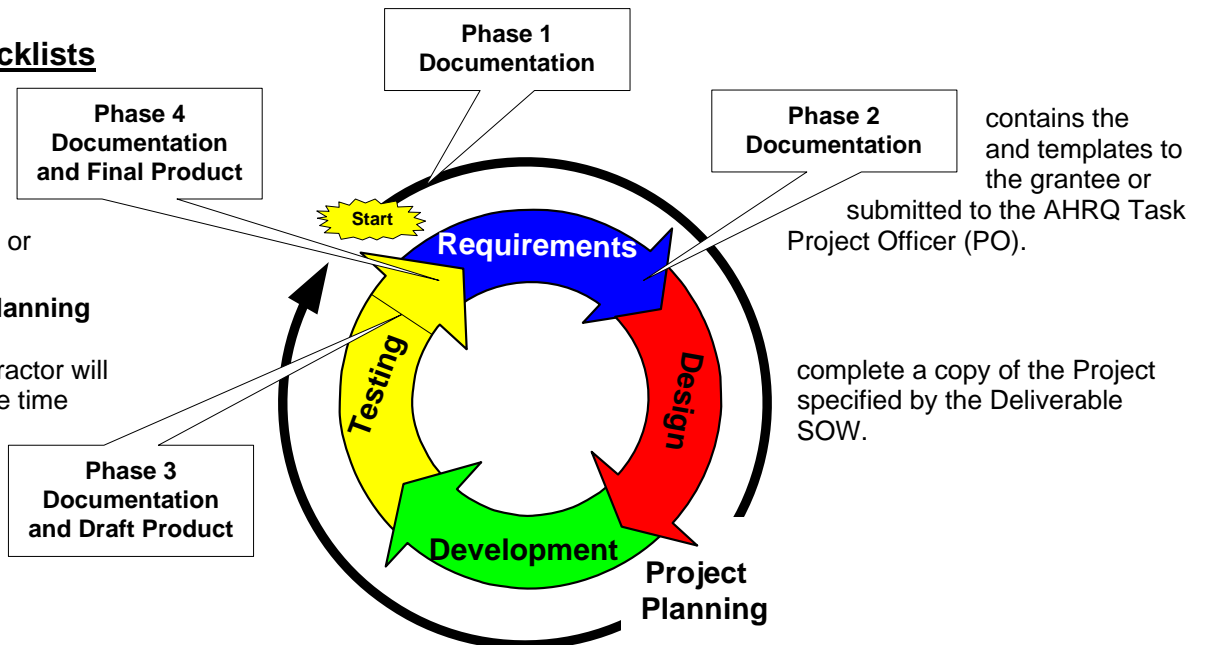 cklists
Phase 1
Documentation
Phase 4
Documentation
and Final Product
Phase 2
Documentation
contains the
and templates to
the grantee or
submitted to the AHRQ Task
Project Officer (PO).
Start
Requirements
or
lanning
ractor will
e time
Testing
Design
complete a copy of the Project
specified by the Deliverable
SOW.
Phase 3
Documentation
and Draft Product
Development
Project
Planning